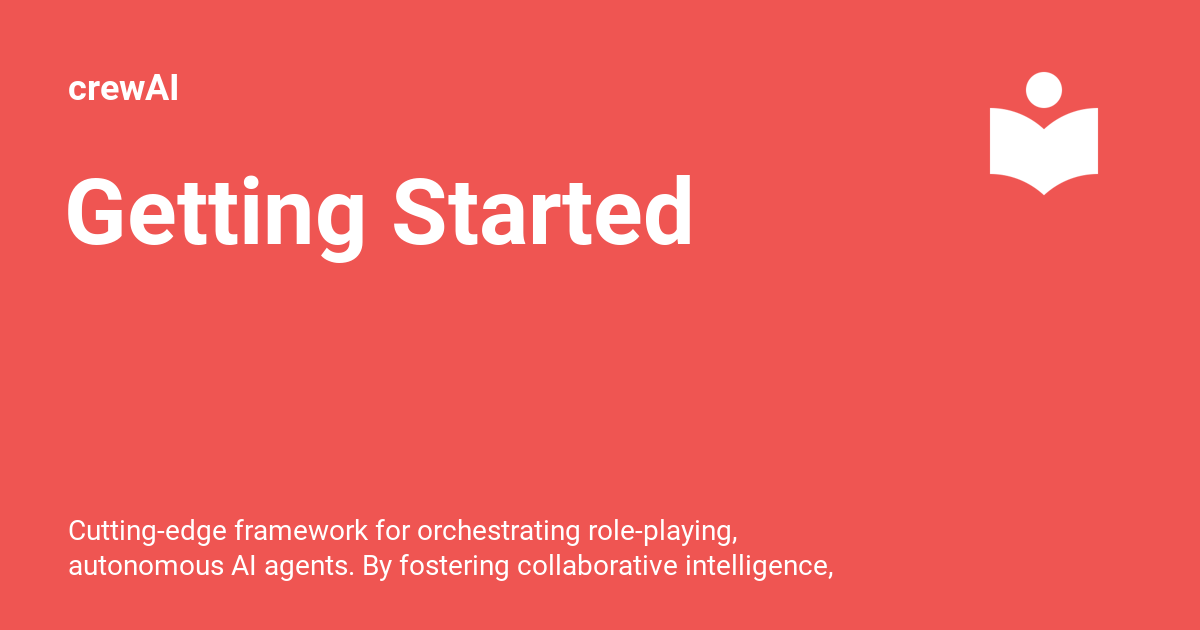 crewAI
Getting Started
Cutting-edge framework for orchestrating role-playing,
autonomous AI agents. By fostering collaborative intelligence,